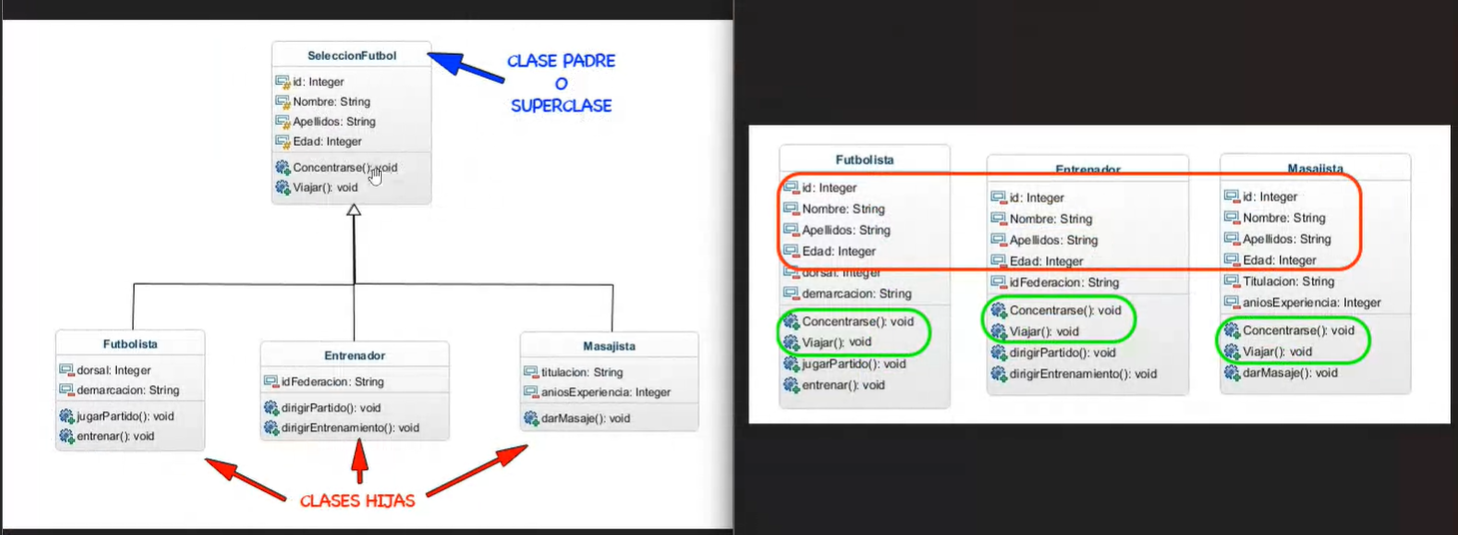 SeleccionFutbol
id: Integer
Nombre: String
Apellidos: String
Edad: Integer
Concentrarse(): void
Viajar(): void
CLASE PADRE
O
SUPERCLASE
Futbolista
dorsal: Integer
demarcacion: String
jugarPartido(): void
entrenar(): void
Entrenador
idFederacion: String
dirigirPartido(): void
dirigirEntrenamiento(): void
Masajista
titulacion: String
aniosExperiencia: Integer
darMasaje(): void
CLASES HIJAS
Futbolista
id: Integer
Nombre: String
Apellidos: String
Edad: Integer
dorsal: Integer
demarcacion: String
Concentrarse(): void
Viajar(): void
jugarPartido(): void
entrenar(): void
Entrenador
id: Integer
Nombre: String
Apellidos: String
Edad: Integer
idFederacion: String
Concentrarse(): void
Viajar(): void
dirigirPartido(): void
dirigirEntrenamiento(): void
Masajista
id: Integer
Nombre: String
Apellidos: String
Edad: Integer
Titulacion: String
aniosExperiencia: Integer
Concentrarse(): void
Viajar(): void
darMasaje(): void